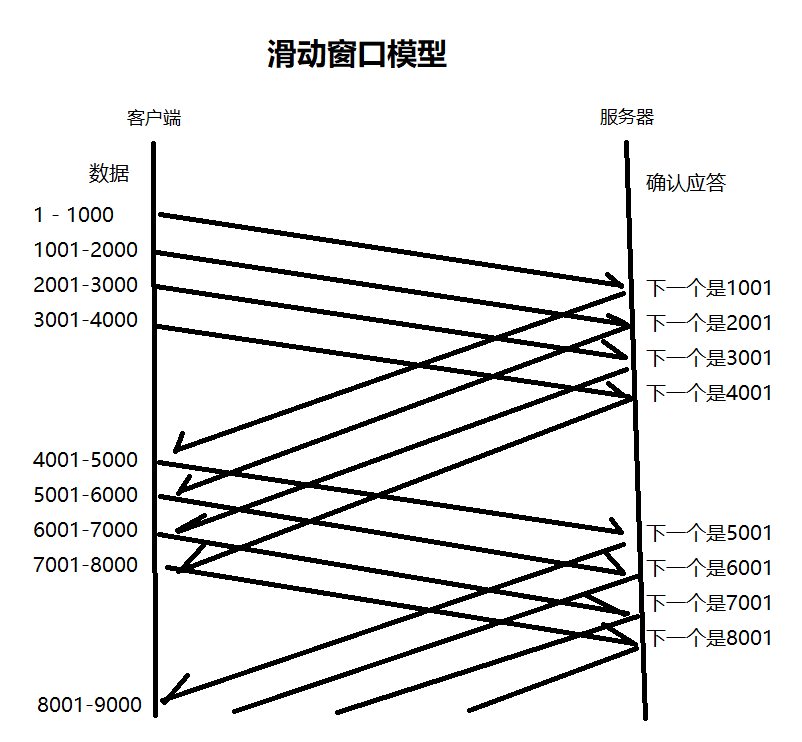 滑动窗口模型
客户端
服务器
数据
确认应答
1 - 1000
1001-2000
2001-3000
3001-4000
下一个是1001
下一个是2001
下一个是3001
下一个是4001
4001-5000
5001-6000
6001-7000
7001-8000
下一个是5001
下一个是6001
下一个是7001
下一个是8001
8001-9000